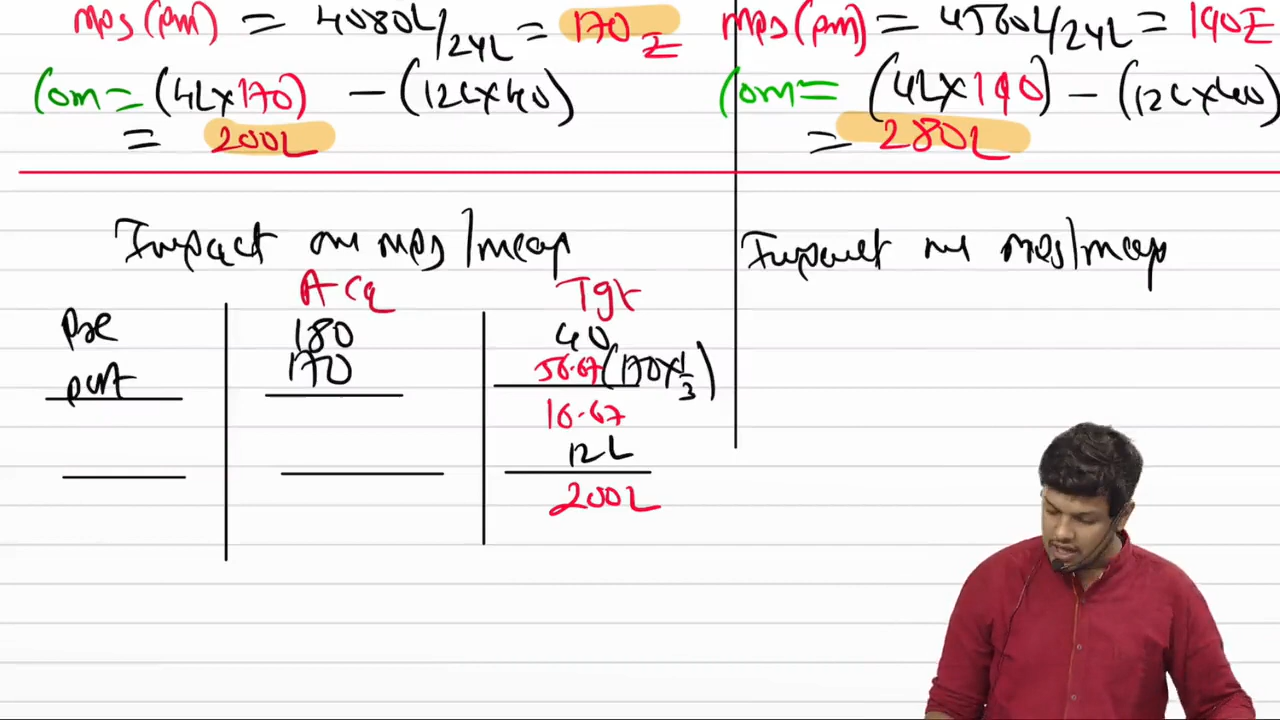 mps (pm) = 4080L/24L = 170 E
Com = (4L×170) - (12L×40)
= 200L
mps (pm) = 4560L/24L = 190E
Com = (4L×190) - (12L×40)
= 280L
Impact on mps/mcap
Acq Tgt
Pre 180 40
post 170 56.67 (170×1/3)
16.67
12L
200L
Impact on mps/mcap